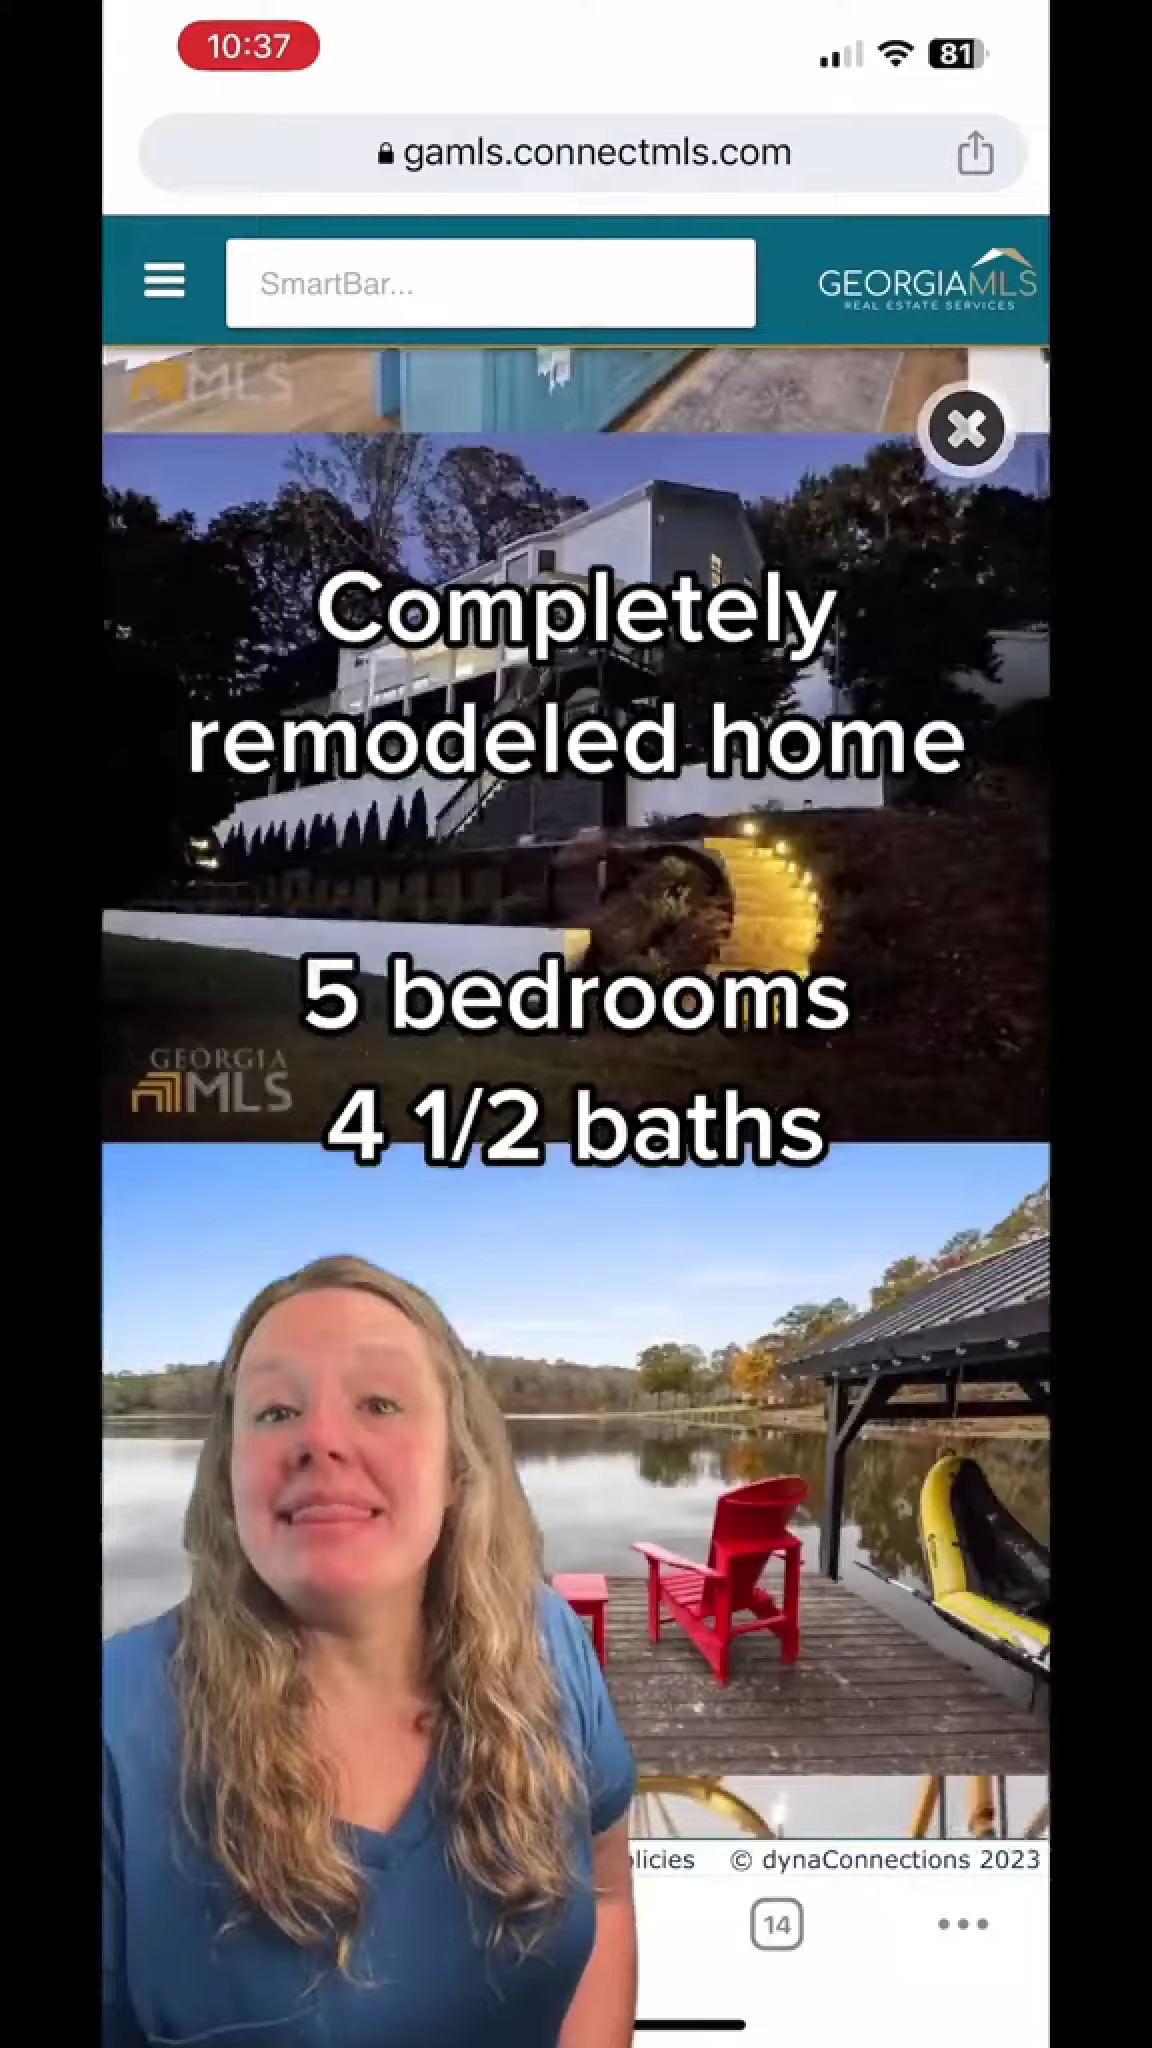 10:37
81
gamls.connectmls.com
SmartBar...
GEORGIAMLS
REAL ESTATE SERVICES
MLS
Completely
remodeled home
5 bedrooms
GEORGIA
MLS
4 1/2 baths
olicies © dynaConnections 2023
14